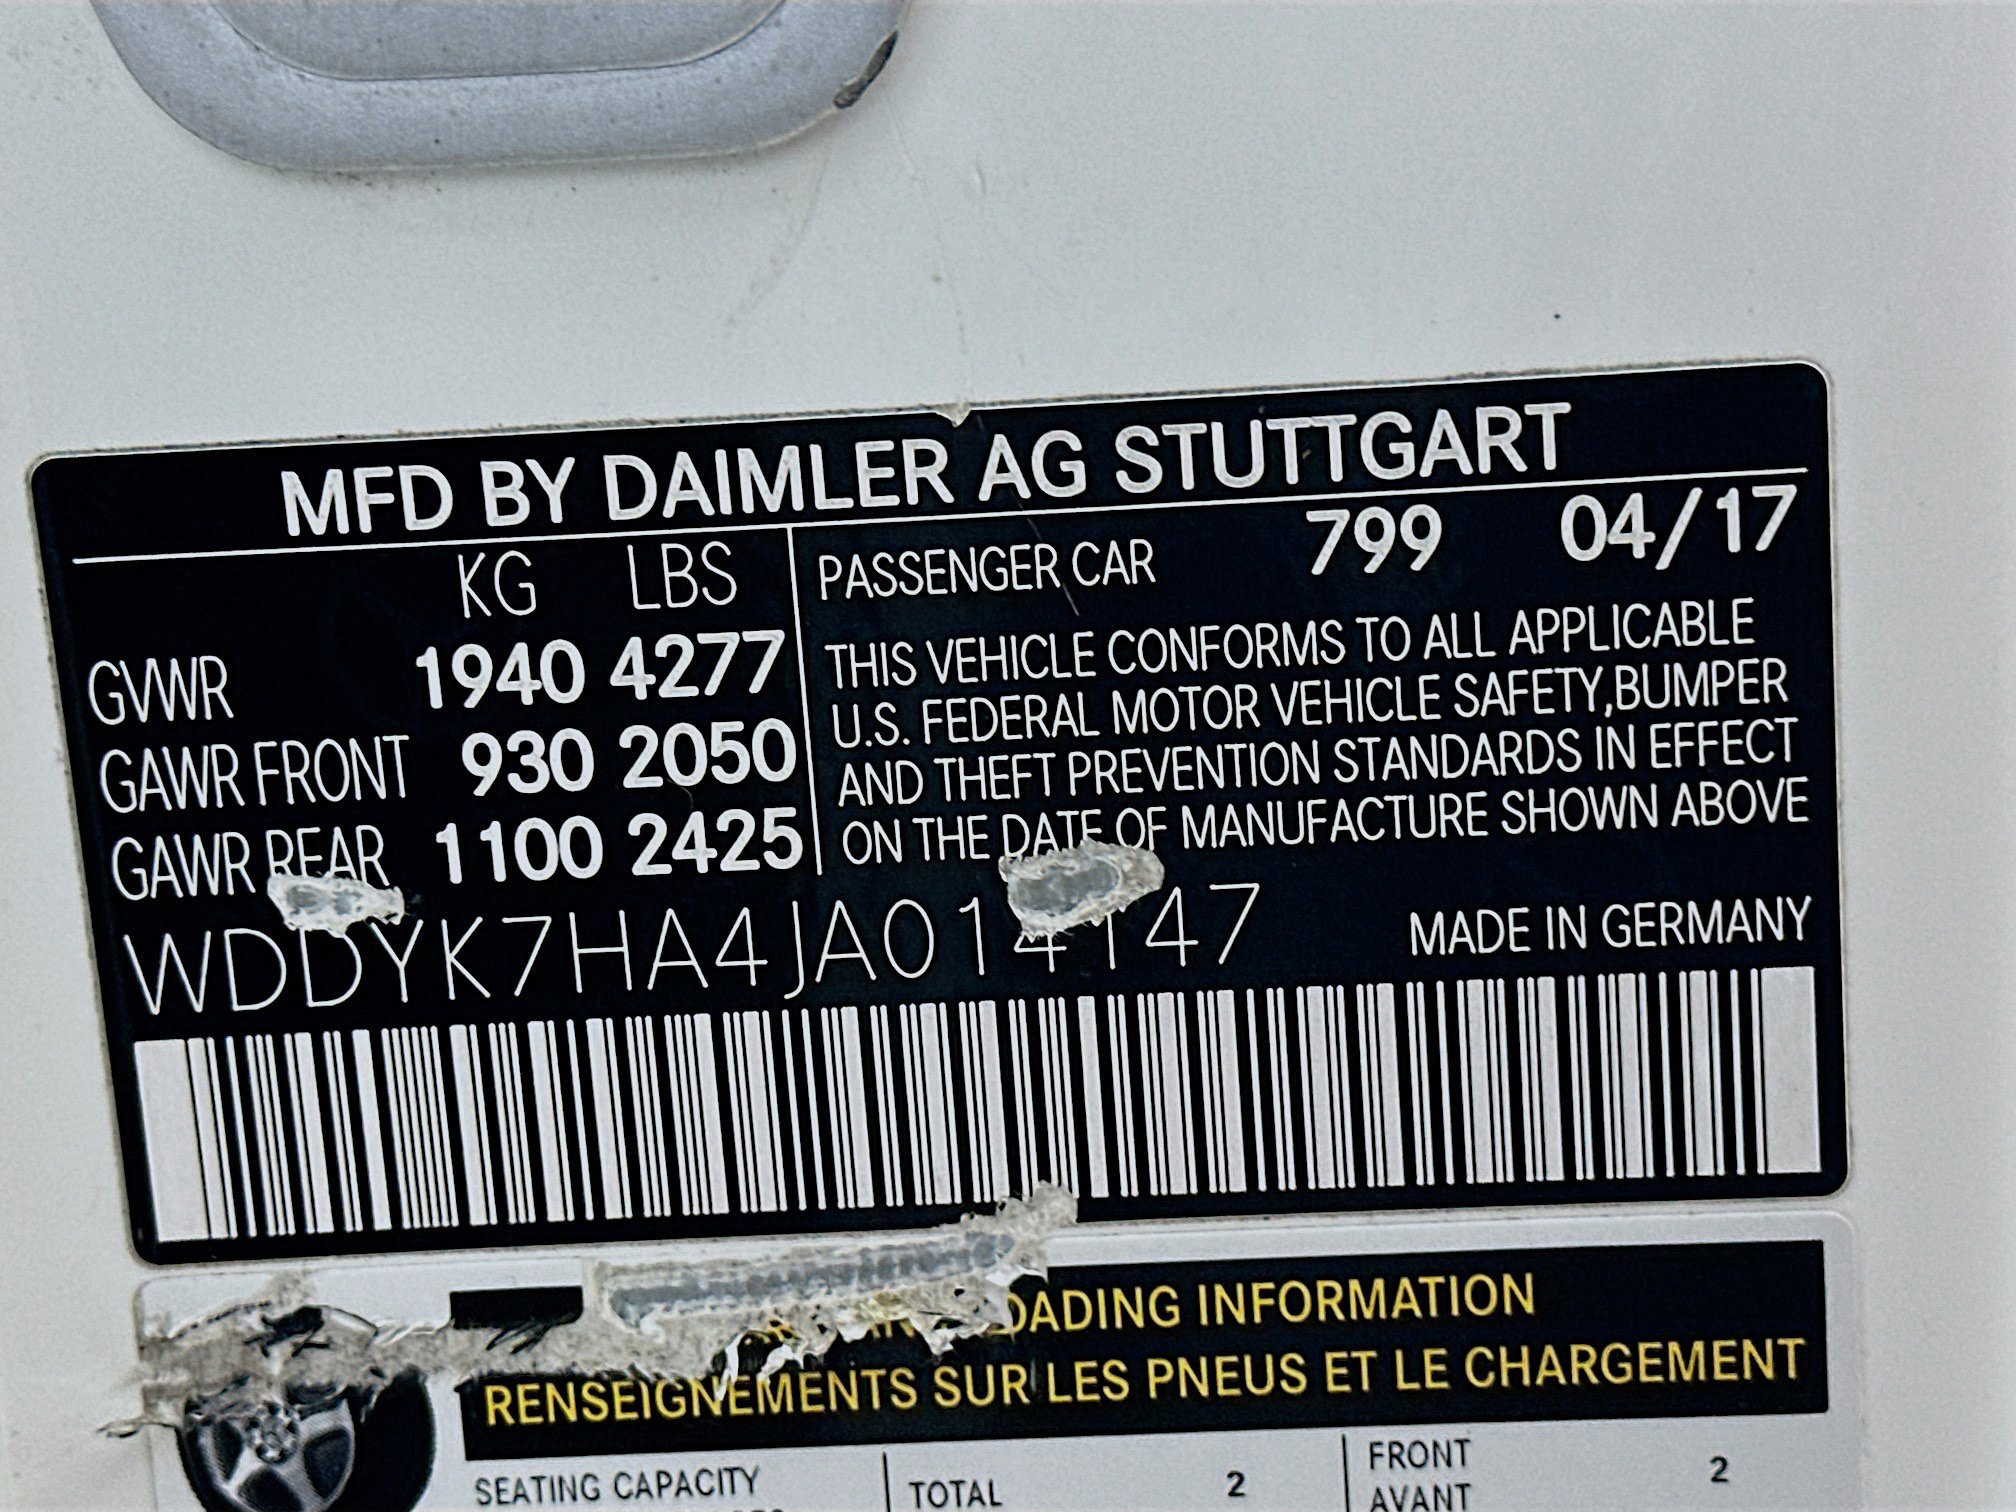 MFD BY DAIMLER AG STUTTGART
KG LBS
GVWR 1940 4277
GAWR FRONT 930 2050
GAWR REAR 1100 2425
PASSENGER CAR 799 04/17
THIS VEHICLE CONFORMS TO ALL APPLICABLE
U.S. FEDERAL MOTOR VEHICLE SAFETY,BUMPER
AND THEFT PREVENTION STANDARDS IN EFFECT
ON THE DATE OF MANUFACTURE SHOWN ABOVE
WDDYK7HA4JA014147
MADE IN GERMANY
OADING INFORMATION
RENSEIGNEMENTS SUR LES PNEUS ET LE CHARGEMENT
SEATING CAPACITY
TOTAL 2
FRONT
AVANT
2